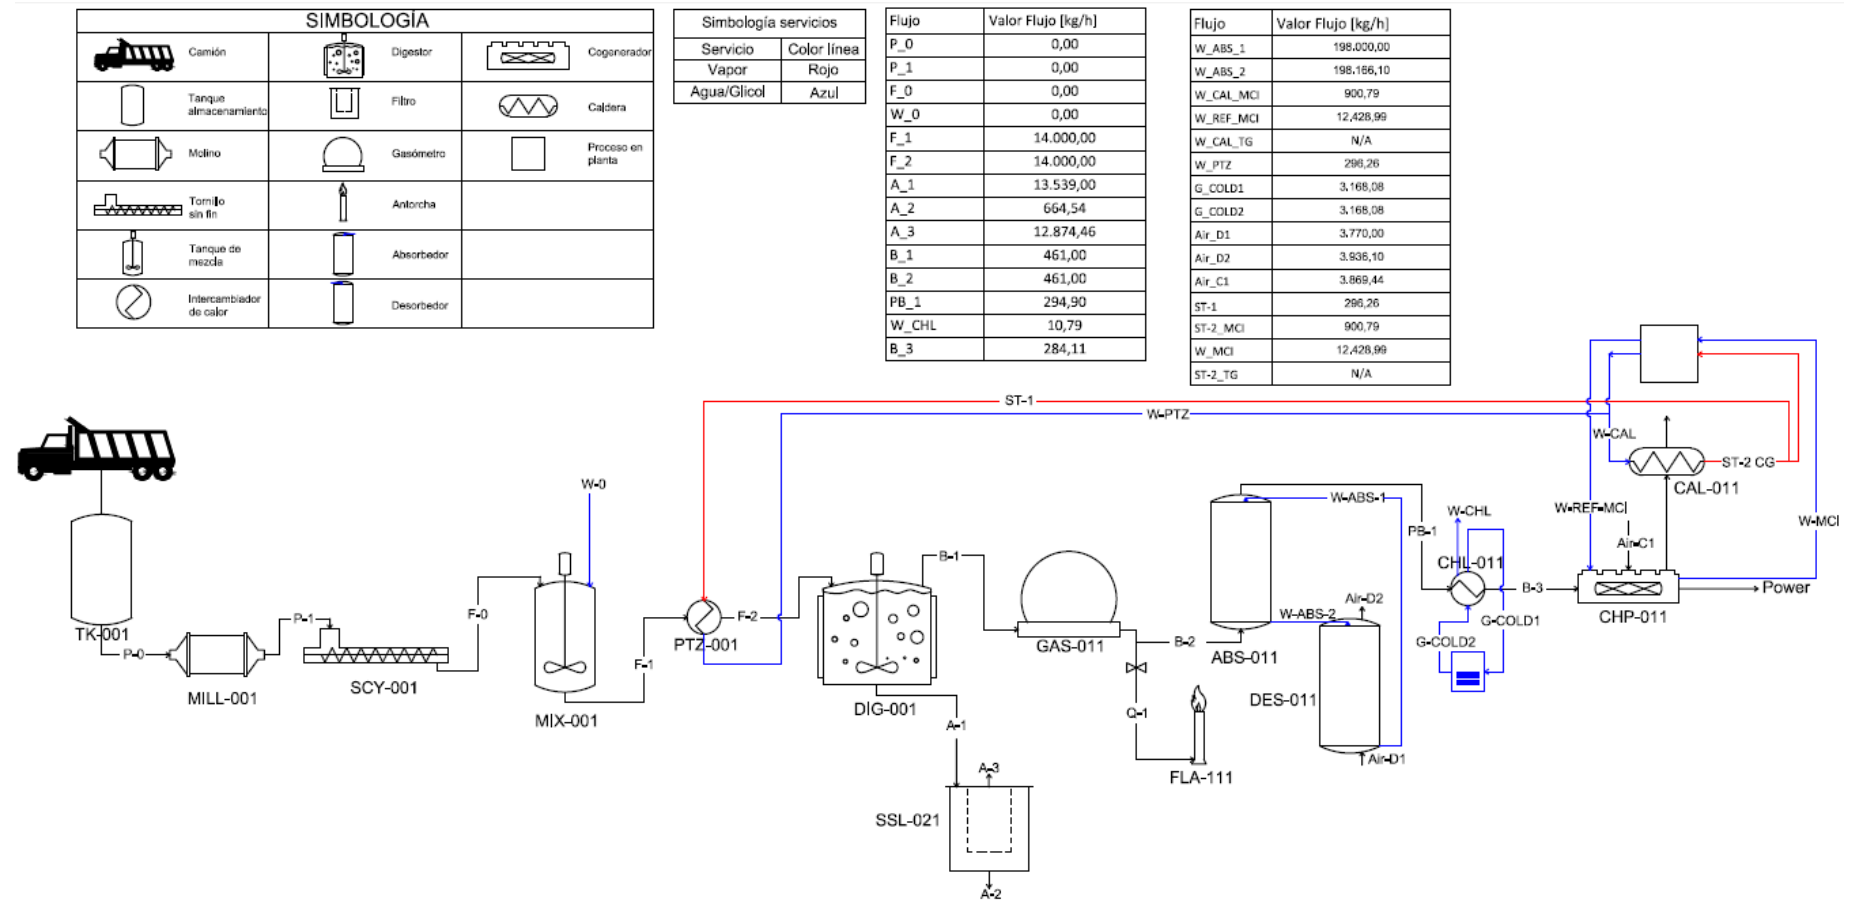 SIMBOLOGÍA
Camión
Digestor
Cogenerador
Tanque
almacenamiento
Filtro
Caldera
Molino
Gasómetro
Proceso en
planta
Tornillo
sin fin
Antorcha
Tanque de
mezcla
Absorbedor
Intercambiador
de calor
Desorbedor
Simbología servicios
Servicio Color línea
Vapor Rojo
Agua/Glicol Azul
Flujo Valor Flujo [kg/h]
P_0 0,00
P_1 0,00
F_0 0,00
W_0 0,00
F_1 14.000,00
F_2 14.000,00
A_1 13.539,00
A_2 664,54
A_3 12.874,46
B_1 461,00
B_2 461,00
PB_1 294,90
W_CHL 10,79
B_3 284,11
Flujo Valor Flujo [kg/h]
W_ABS_1 198.000,00
W_ABS_2 198.166,10
W_CAL_MCI 900,79
W_REF_MCI 12,428,99
W_CAL_TG N/A
W_PTZ 296,26
G_COLD1 3.168,08
G_COLD2 3.168,08
Air_D1 3.770,00
Air_D2 3.936,10
Air_C1 3.869,44
ST-1 296,26
ST-2_MCI 900,79
W_MCI 12,428,99
ST-2_TG N/A
ST-1
W-PTZ
W-CAL
ST-2 CG
CAL-011
W-0
W-ABS-1
W-CHL
W-REF-MCI
W-MCI
PB-1
Air-C1
B-1
CHL-011
B-3
Power
CHP-011
F-0
P-1
F-2
TK-001
P-0
PTZ-001
F-1
GAS-011
B-2
ABS-011
W-ABS-2
Air-D2
G-COLD1
G-COLD2
MILL-001
SCY-001
MIX-001
DIG-001
A-1
Q-1
DES-011
Air-D1
FLA-111
A-3
SSL-021
A-2